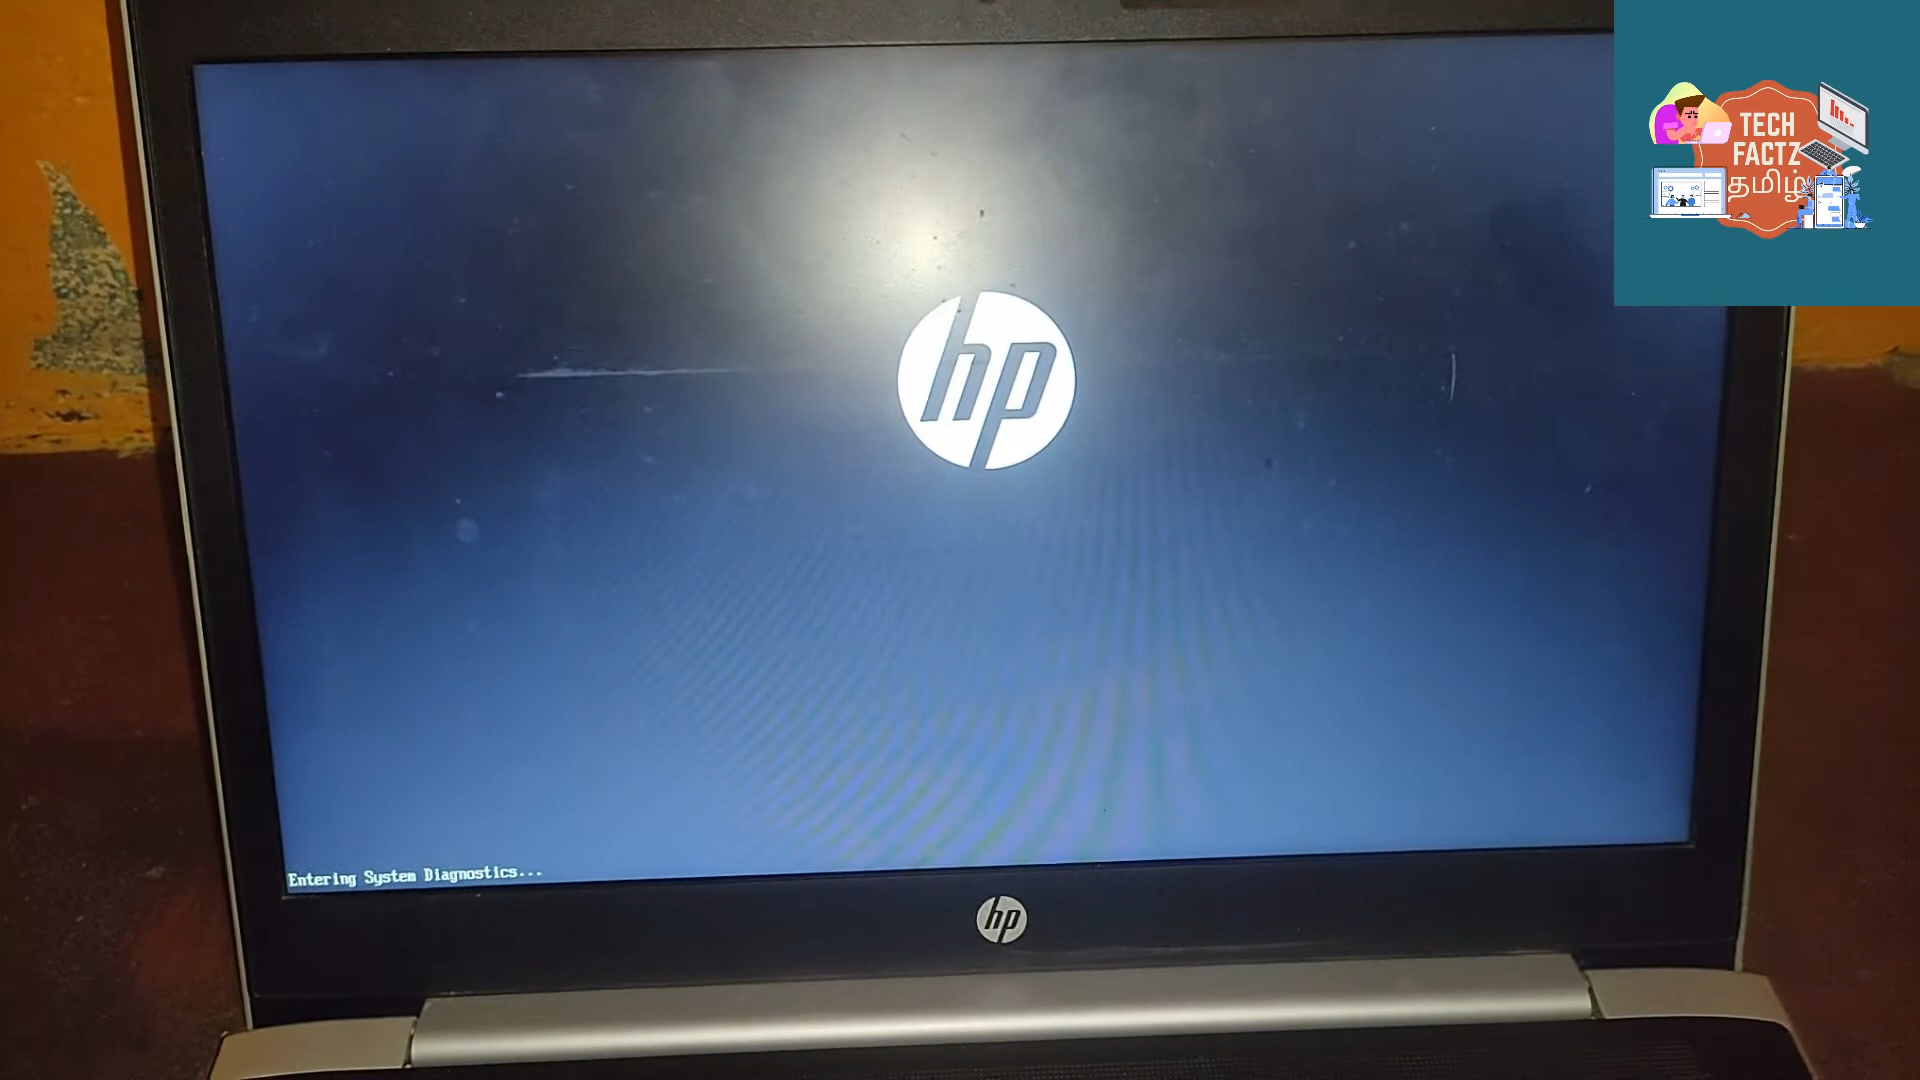 TECH
FACTZ
தமிழ்
hp
Entering System Diagnostics...
hp